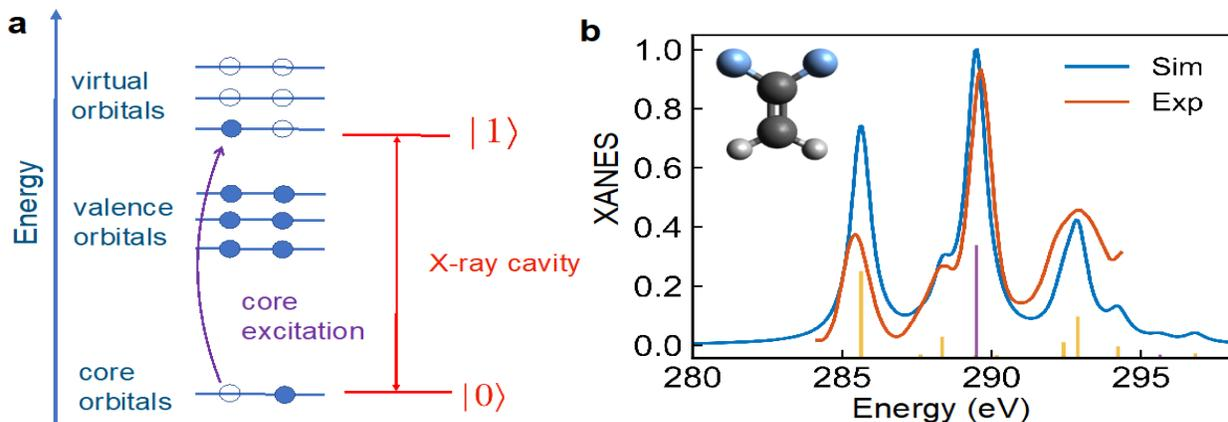 a
Energy
virtual
orbitals
valence
orbitals
core
orbitals
core
excitation
|1⟩
X-ray cavity
|0⟩
b
XANES
1.0
0.8
0.6
0.4
0.2
0.0
280
285
290
295
Energy (eV)
Sim
Exp